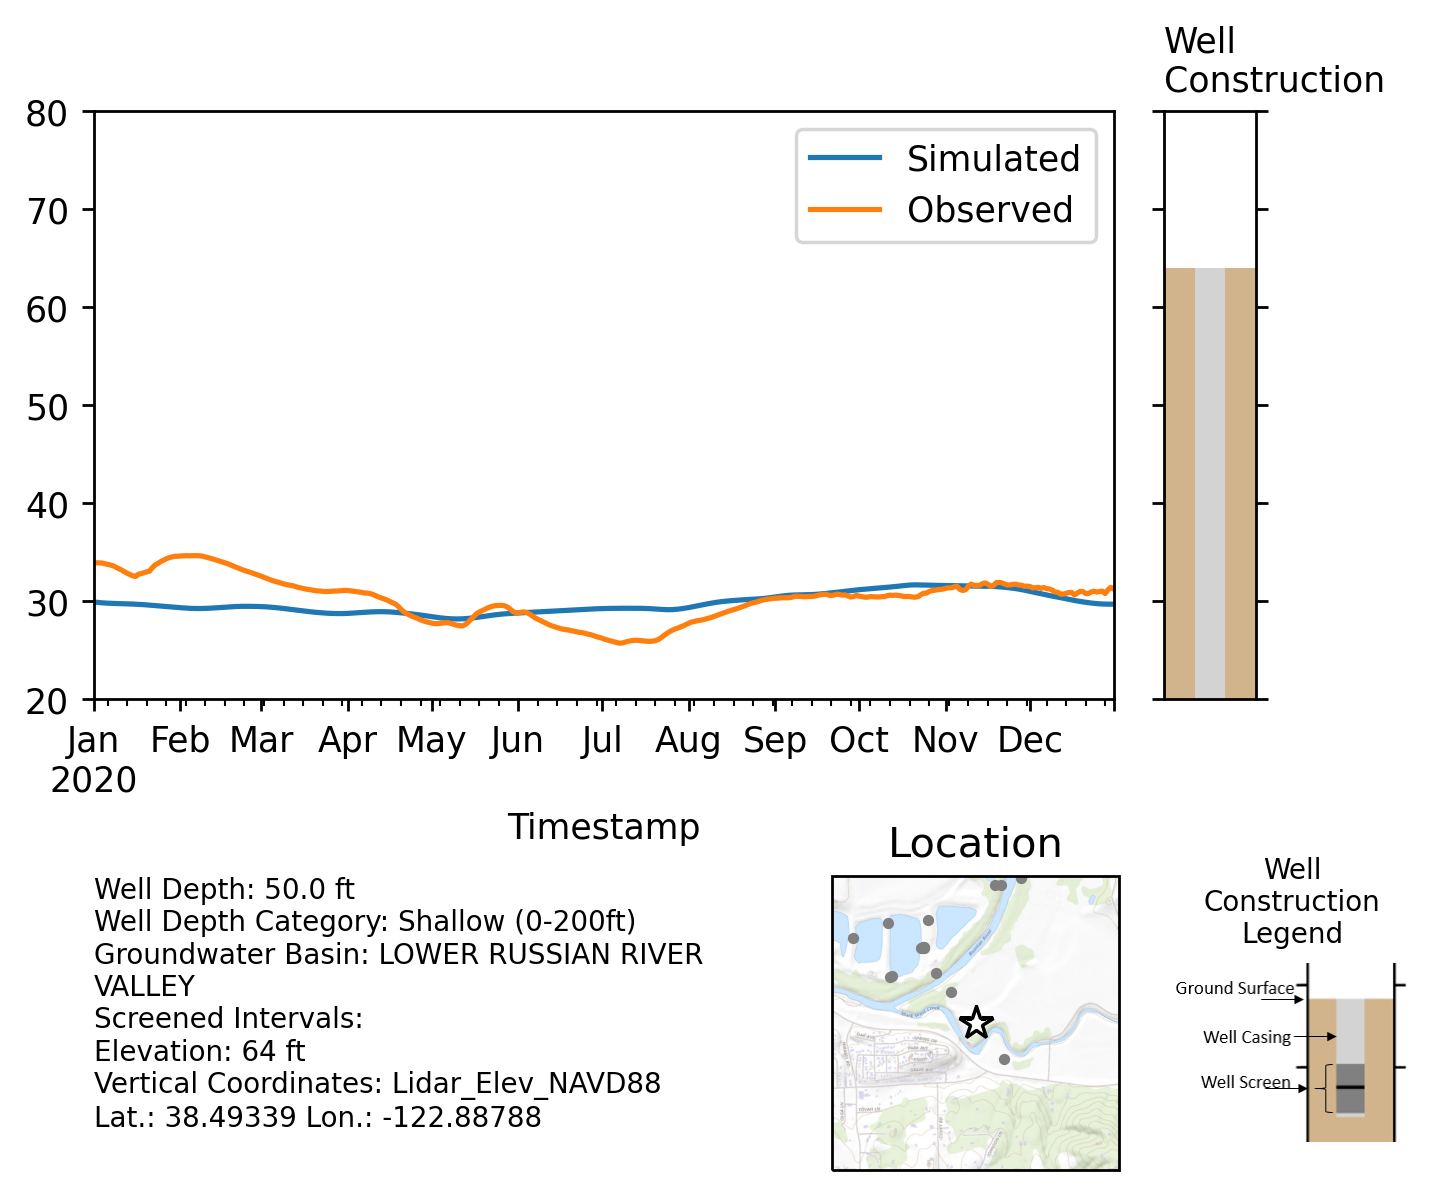 Well
Construction
80
70
60
50
40
30
20
Simulated
Observed
Jan Feb Mar Apr May Jun Jul Aug Sep Oct Nov Dec
2020
Timestamp
Well Depth: 50.0 ft
Well Depth Category: Shallow (0-200ft)
Groundwater Basin: LOWER RUSSIAN RIVER
VALLEY
Screened Intervals:
Elevation: 64 ft
Vertical Coordinates: Lidar_Elev_NAVD88
Lat.: 38.49339 Lon.: -122.88788
Location
Well
Construction
Legend
Ground Surface
Well Casing
Well Screen